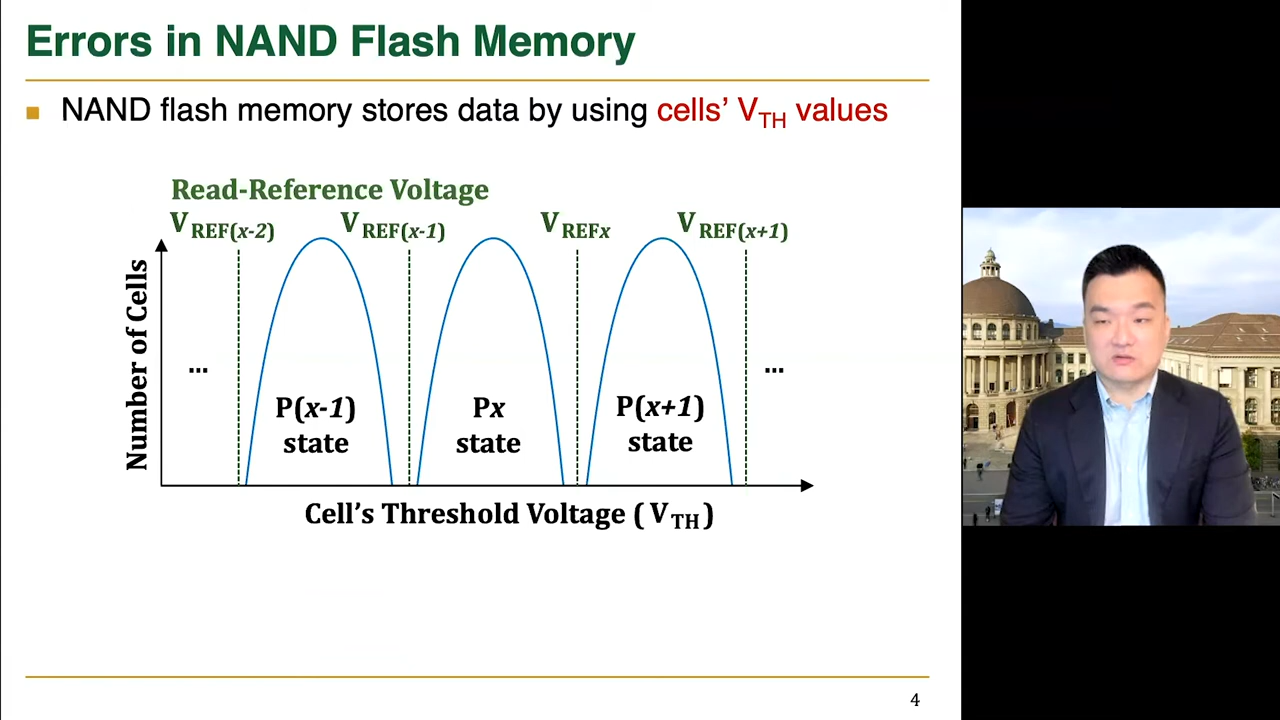 Errors in NAND Flash Memory
NAND flash memory stores data by using cells' VTH values
Read-Reference Voltage
VREF(x-2) VREF(x-1) VREFx VREF(x+1)
Number of Cells
... ...
P(x-1) Px P(x+1)
state state state
Cell's Threshold Voltage (VTH)
4